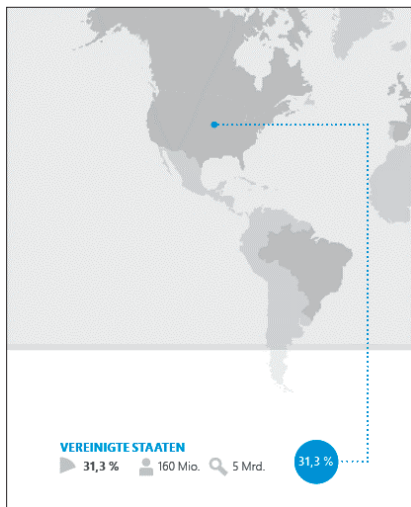 VEREINIGTE STAATEN
31,3 % 160 Mio. 5 Mrd.
31,3 %